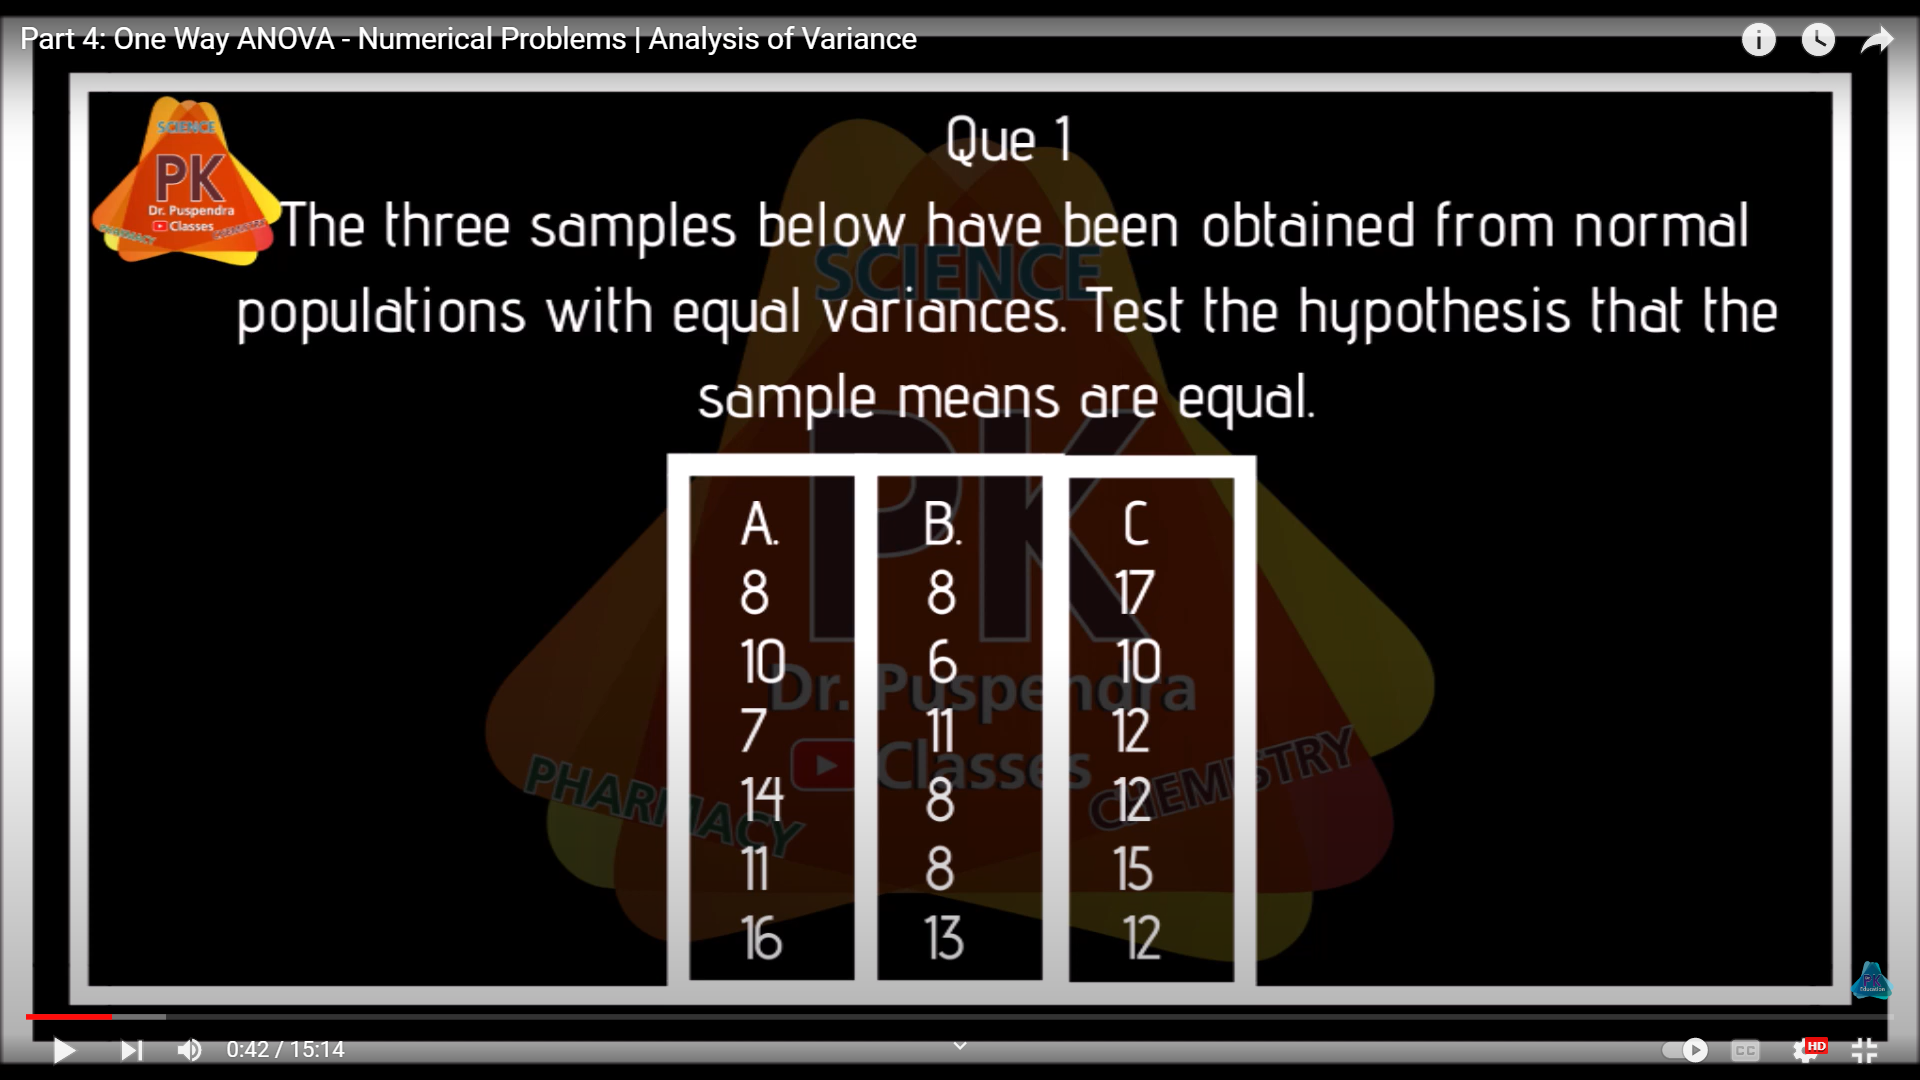 Part 4: One Way ANOVA - Numerical Problems | Analysis of Variance
SCIENCE
PK
Dr. Puspendra
Classes
PHARMACY
CHEMISTRY
Que 1
The three samples below have been obtained from normal
populations with equal variances. Test the hypothesis that the
sample means are equal.
SCIENCE
PK
Dr. Puspendra
Classes
PHARMACY
CHEMISTRY
A. B. C
8 8 17
10 6 10
7 11 12
14 8 12
11 8 15
16 13 12
PK
Education
0:42 / 15:14
CC
HD